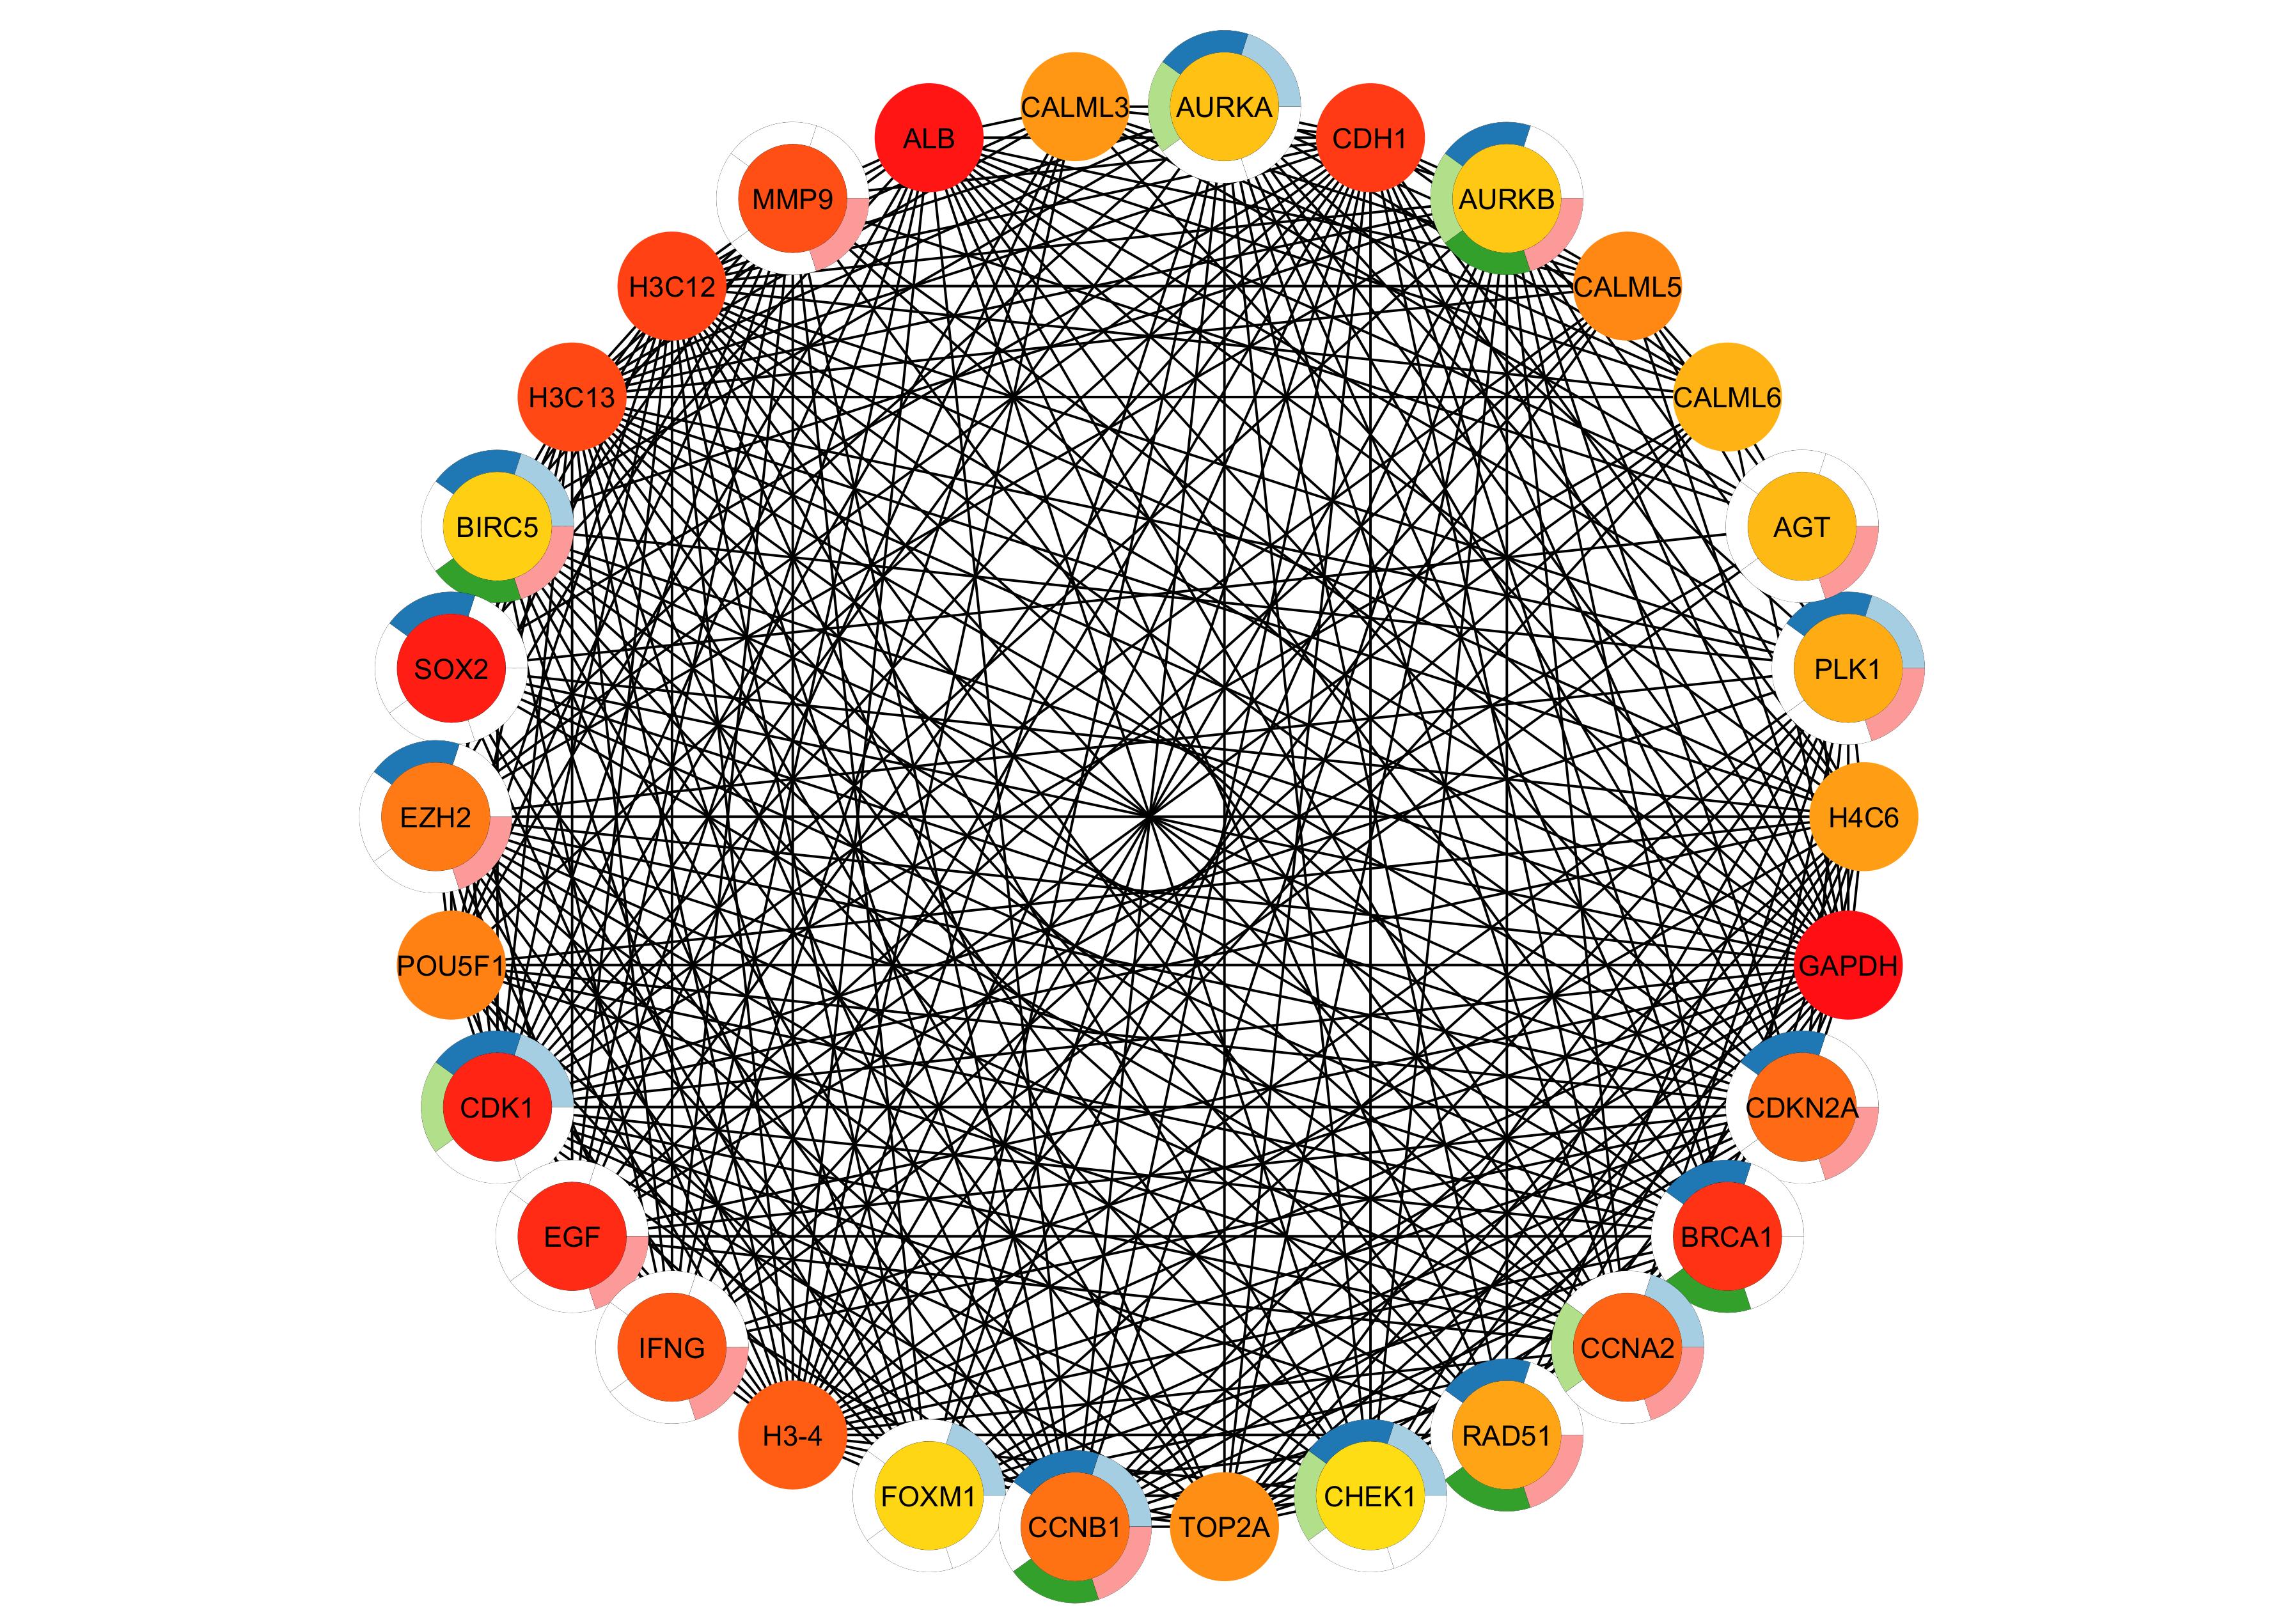 CALML3
AURKA
ALB
CDH1
MMP9
AURKB
H3C12
CALML5
H3C13
CALML6
BIRC5
AGT
SOX2
PLK1
EZH2
H4C6
POU5F1
GAPDH
CDK1
CDKN2A
EGF
BRCA1
IFNG
CCNA2
H3-4
RAD51
FOXM1
CHEK1
CCNB1
TOP2A